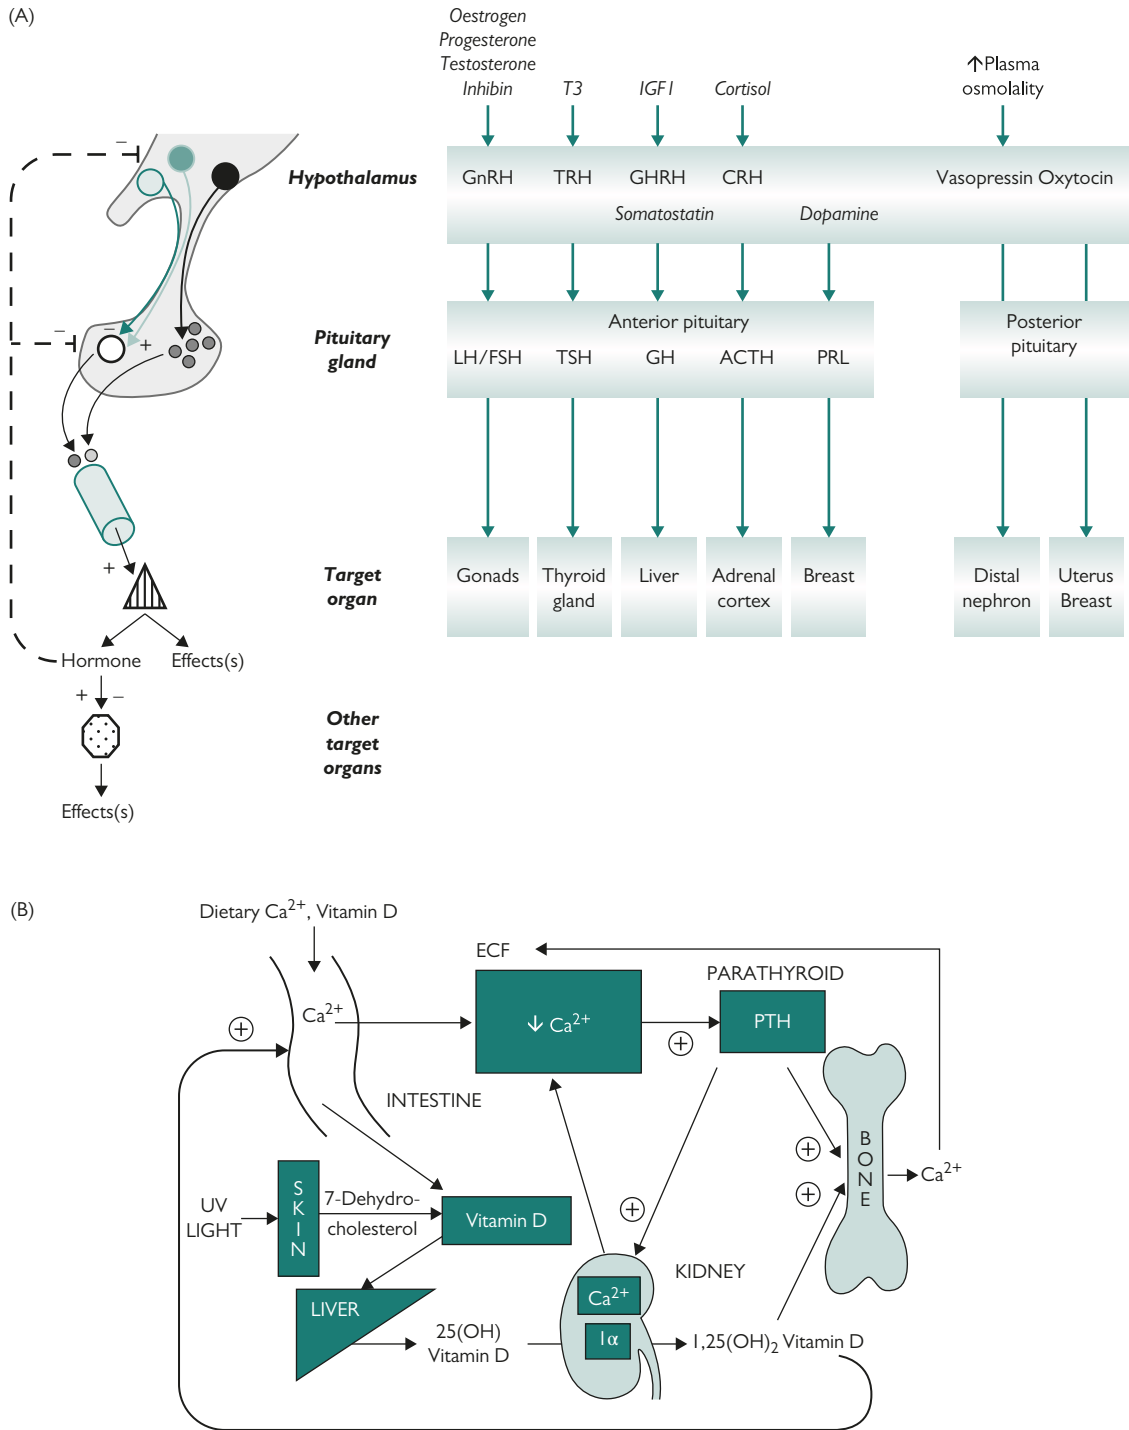 (A)
Oestrogen
Progesterone
Testosterone
Inhibin
T3
IGF1
Cortisol
↑Plasma
osmolality
–
Hypothalamus
GnRH
TRH
GHRH
CRH
Vasopressin Oxytocin
Somatostatin
Dopamine
–
–
+
Pituitary
gland
Anterior pituitary
LH/FSH
TSH
GH
ACTH
PRL
Posterior
pituitary
+
Target
organ
Gonads
Thyroid
gland
Liver
Adrenal
cortex
Breast
Distal
nephron
Uterus
Breast
Hormone
Effects(s)
+
–
Other
target
organs
Effects(s)
(B)
Dietary Ca²⁺, Vitamin D
ECF
PARATHYROID
Ca²⁺
+
↓ Ca²⁺
+
PTH
INTESTINE
+
+
BONE
Ca²⁺
UV
LIGHT
SKIN
7-Dehydro-
cholesterol
Vitamin D
+
KIDNEY
LIVER
Ca²⁺
1α
25(OH)
Vitamin D
1,25(OH)₂ Vitamin D